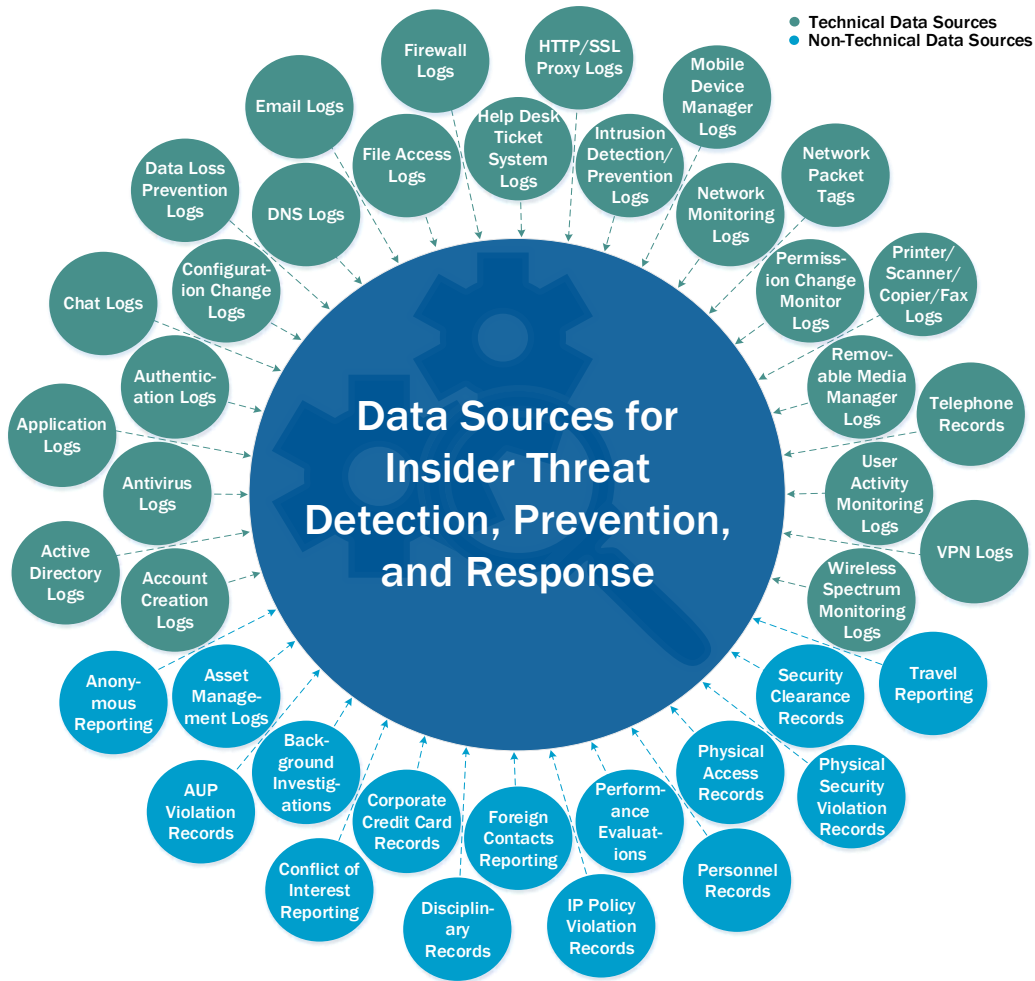 Technical Data Sources
Non-Technical Data Sources
Data Sources for
Insider Threat
Detection, Prevention,
and Response
Active
Directory
Logs
Account
Creation
Logs
Antivirus
Logs
Application
Logs
Authentic-
ation Logs
Chat Logs
Configurat-
ion Change
Logs
Data Loss
Prevention
Logs
DNS Logs
Email Logs
File Access
Logs
Firewall
Logs
Help Desk
Ticket
System
Logs
HTTP/SSL
Proxy Logs
Intrusion
Detection/
Prevention
Logs
Mobile
Device
Manager
Logs
Network
Monitoring
Logs
Network
Packet
Tags
Permiss-
ion Change
Monitor
Logs
Printer/
Scanner/
Copier/Fax
Logs
Remov-
able Media
Manager
Logs
Telephone
Records
User
Activity
Monitoring
Logs
VPN Logs
Wireless
Spectrum
Monitoring
Logs
Anony-
mous
Reporting
Asset
Manage-
ment Logs
AUP
Violation
Records
Back-
ground
Investig-
ations
Conflict of
Interest
Reporting
Corporate
Credit Card
Records
Disciplin-
ary
Records
Foreign
Contacts
Reporting
IP Policy
Violation
Records
Perform-
ance
Evaluat-
ions
Personnel
Records
Physical
Access
Records
Physical
Security
Violation
Records
Security
Clearance
Records
Travel
Reporting